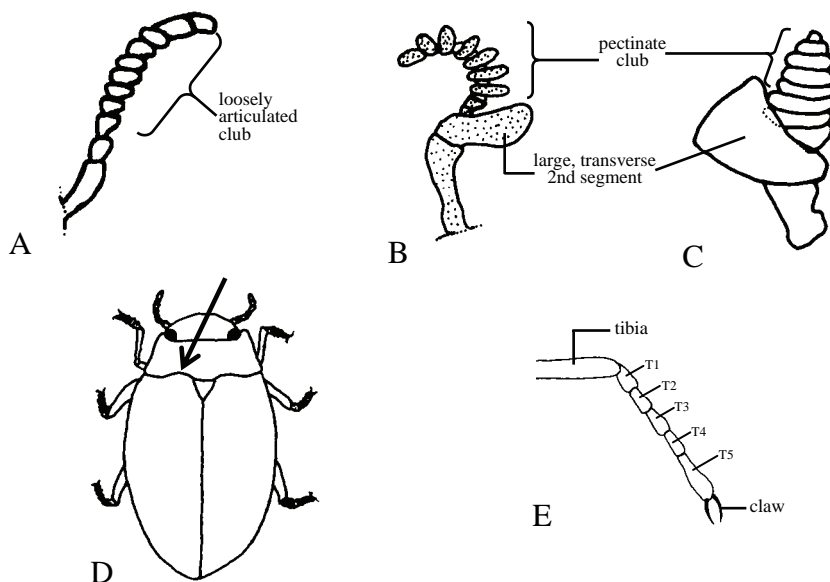 loosely
articulated
club
A
pectinate
club
large, transverse
2nd segment
B
C
D
tibia
T1
T2
T3
T4
T5
claw
E